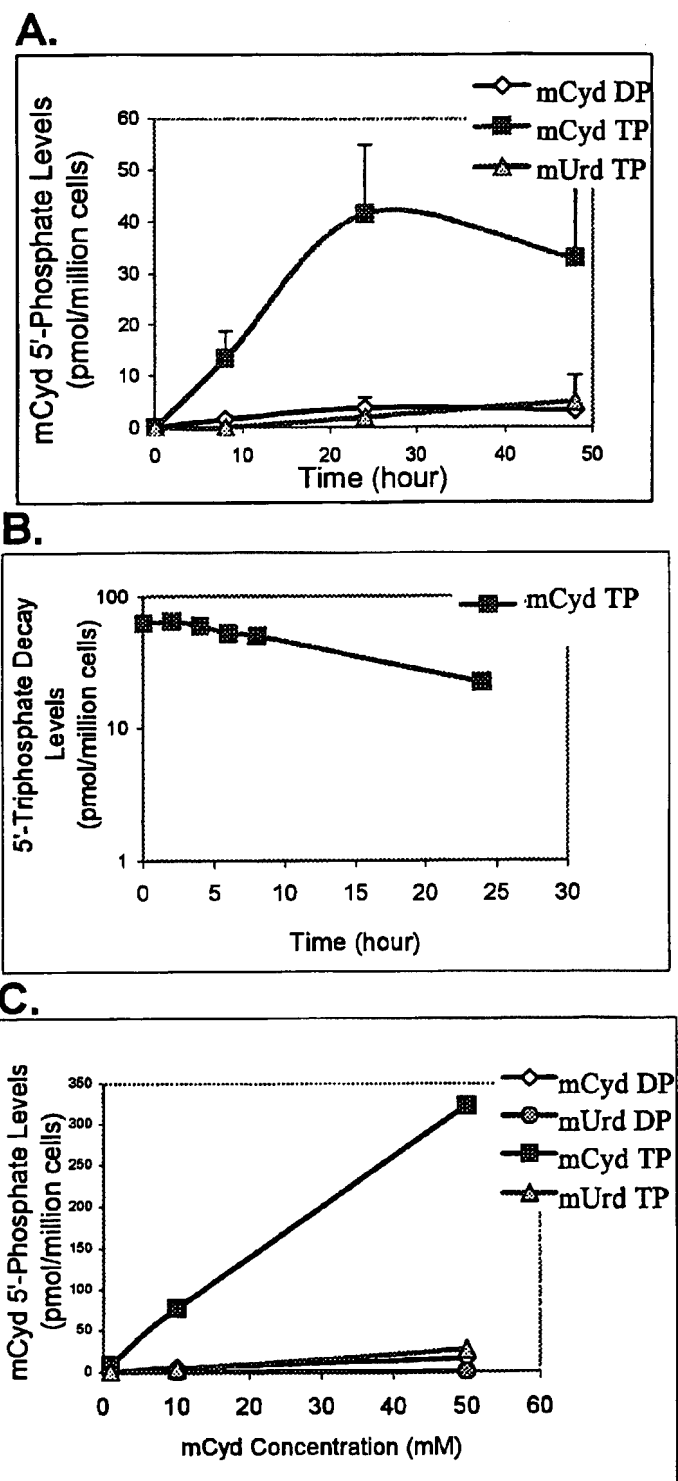 A.
mCyd 5'-Phosphate Levels
(pmol/million cells)
mCyd DP
mCyd TP
mUrd TP
60
50
40
30
20
10
0
0 10 20 30 40 50
Time (hour)
B.
5'-Triphosphate Decay
Levels
(pmol/million cells)
mCyd TP
100
10
1
0 5 10 15 20 25 30
Time (hour)
C.
mCyd 5'-Phosphate Levels
(pmol/million cells)
mCyd DP
mUrd DP
mCyd TP
mUrd TP
350
300
250
200
150
100
50
0
0 10 20 30 40 50 60
mCyd Concentration (mM)